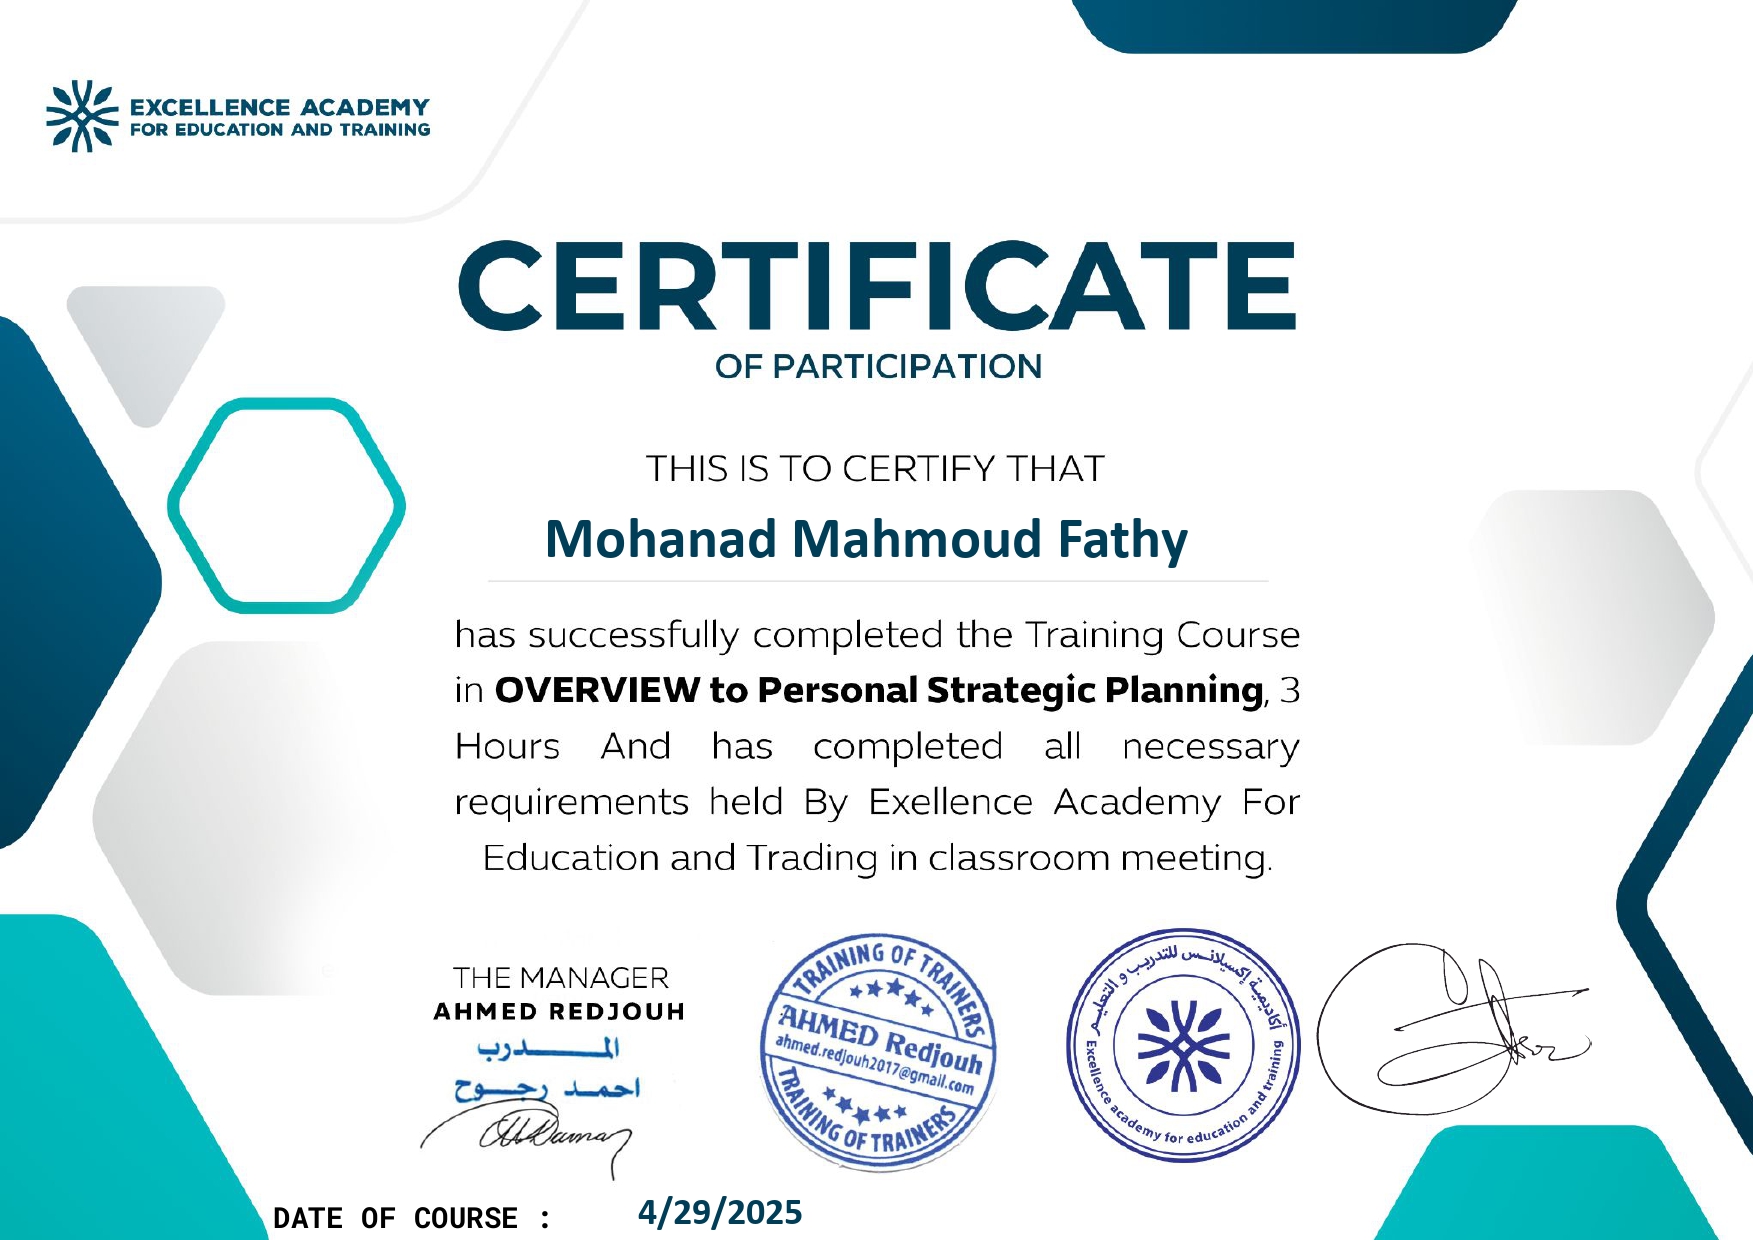 EXCELLENCE ACADEMY
FOR EDUCATION AND TRAINING
CERTIFICATE
OF PARTICIPATION
THIS IS TO CERTIFY THAT
Mohanad Mahmoud Fathy
has successfully completed the Training Course
in OVERVIEW to Personal Strategic Planning, 3
Hours And has completed all necessary
requirements held By Exellence Academy For
Education and Trading in classroom meeting.
THE MANAGER
AHMED REDJOUH
المـــــدرب
احمـد رجـــوح
TRAINING OF TRAINERS
AHMED Redjouh
ahmed.redjouh2017@gmail.com
TRAINING OF TRAINERS
أكاديمية إكسيلانس للتدريب و التعليم
Excellence academy for education and training
DATE OF COURSE :
4/29/2025